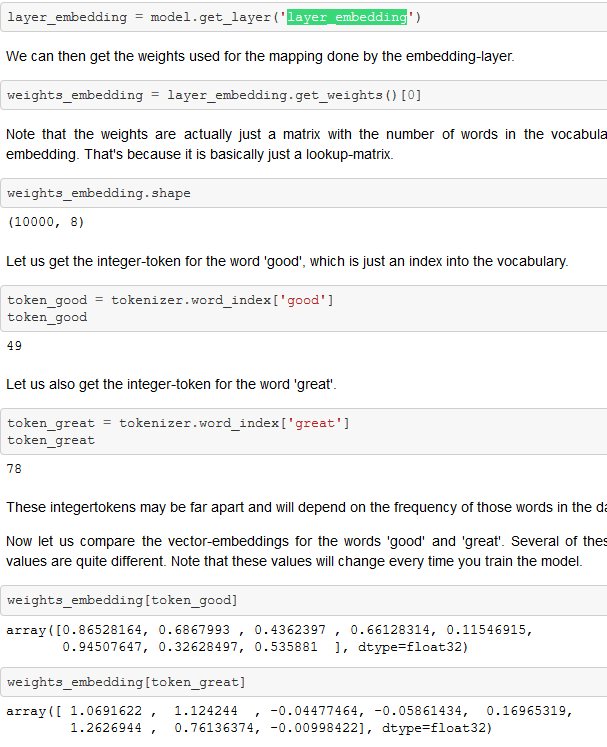 layer_embedding = model.get_layer('layer_embedding')
We can then get the weights used for the mapping done by the embedding-layer.
weights_embedding = layer_embedding.get_weights()[0]
Note that the weights are actually just a matrix with the number of words in the vocabula
embedding. That's because it is basically just a lookup-matrix.
weights_embedding.shape
(10000, 8)
Let us get the integer-token for the word 'good', which is just an index into the vocabulary.
token_good = tokenizer.word_index['good']
token_good
49
Let us also get the integer-token for the word 'great'.
token_great = tokenizer.word_index['great']
token_great
78
These integertokens may be far apart and will depend on the frequency of those words in the da
Now let us compare the vector-embeddings for the words 'good' and 'great'. Several of thes
values are quite different. Note that these values will change every time you train the model.
weights_embedding[token_good]
array([0.86528164, 0.6867993 , 0.4362397 , 0.66128314, 0.11546915,
0.94507647, 0.32628497, 0.535881  ], dtype=float32)
weights_embedding[token_great]
array([ 1.0691622 ,  1.124244  , -0.04477464, -0.05861434,  0.16965319,
1.2626944 ,  0.76136374, -0.00998422], dtype=float32)